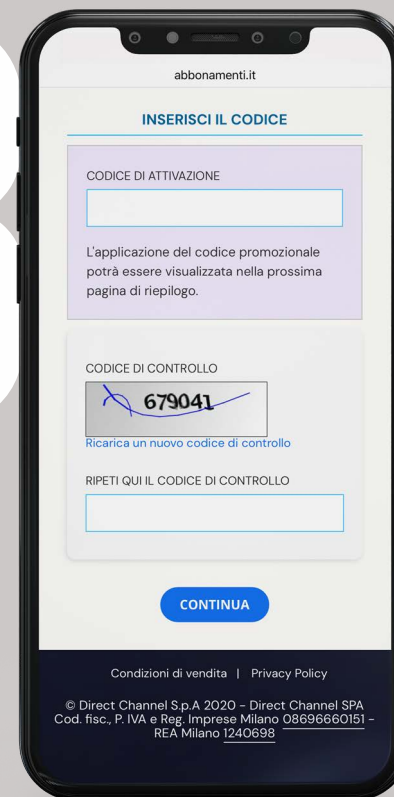 abbonamenti.it
INSERISCI IL CODICE
CODICE DI ATTIVAZIONE
L'applicazione del codice promozionale
potrà essere visualizzata nella prossima
pagina di riepilogo.
CODICE DI CONTROLLO
679041
Ricarica un nuovo codice di controllo
RIPETI QUI IL CODICE DI CONTROLLO
CONTINUA
Condizioni di vendita | Privacy Policy
© Direct Channel S.p.A 2020 - Direct Channel SPA
Cod. fisc., P. IVA e Reg. Imprese Milano 08696660151 -
REA Milano 1240698